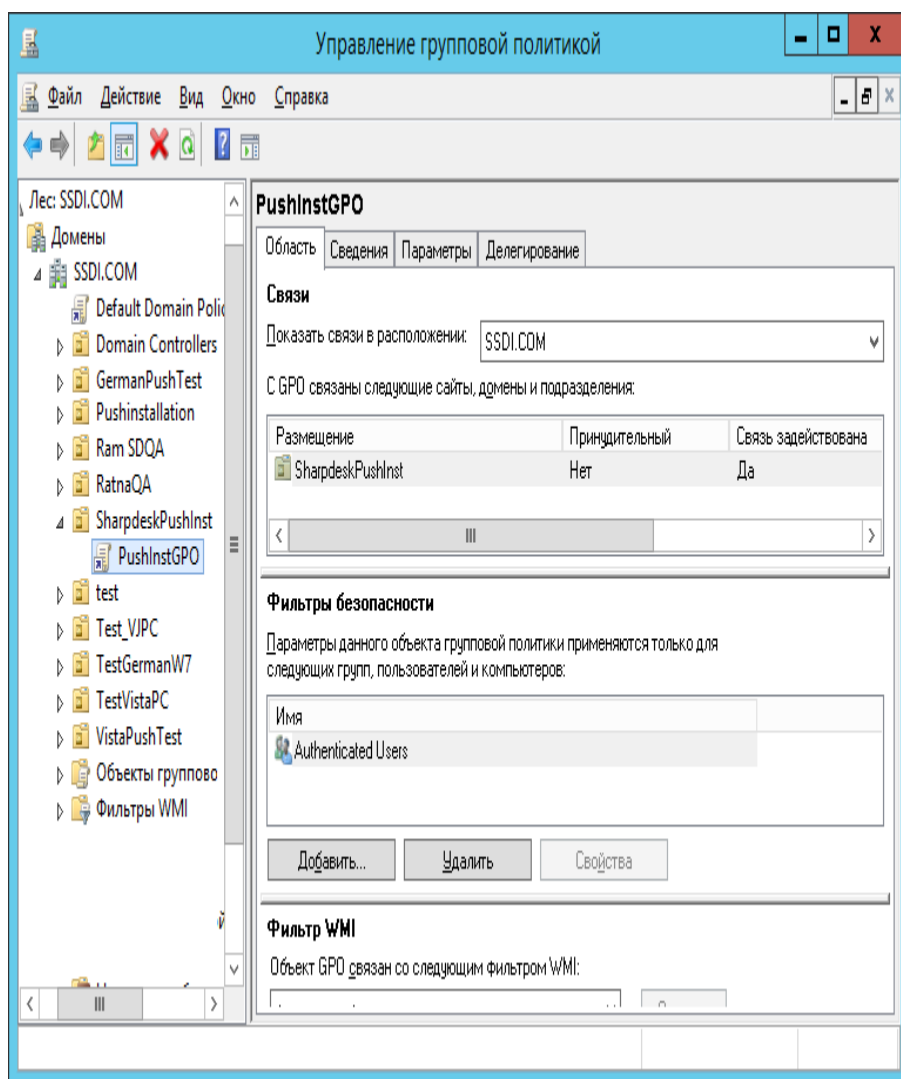 Управление групповой политикой
Файл Действие Вид Окно Справка
Лес: SSDI.COM
Домены
SSDI.COM
Default Domain Polic
Domain Controllers
GermanPushTest
Pushinstallation
Ram SDQA
RatnaQA
SharpdeskPushInst
PushInstGPO
test
Test_VJPC
TestGermanW7
TestVistaPC
VistaPushTest
Объекты группово
Фильтры WMI
PushInstGPO
Область Сведения Параметры Делегирование
Связи
Показать связи в расположении: SSDI.COM
С GPO связаны следующие сайты, домены и подразделения:
Размещение Принудительный Связь задействована
SharpdeskPushInst Нет Да
Фильтры безопасности
Параметры данного объекта групповой политики применяются только для
следующих групп, пользователей и компьютеров:
Имя
Authenticated Users
Добавить... Удалить Свойства
Фильтр WMI
Объект GPO связан со следующим фильтром WMI: